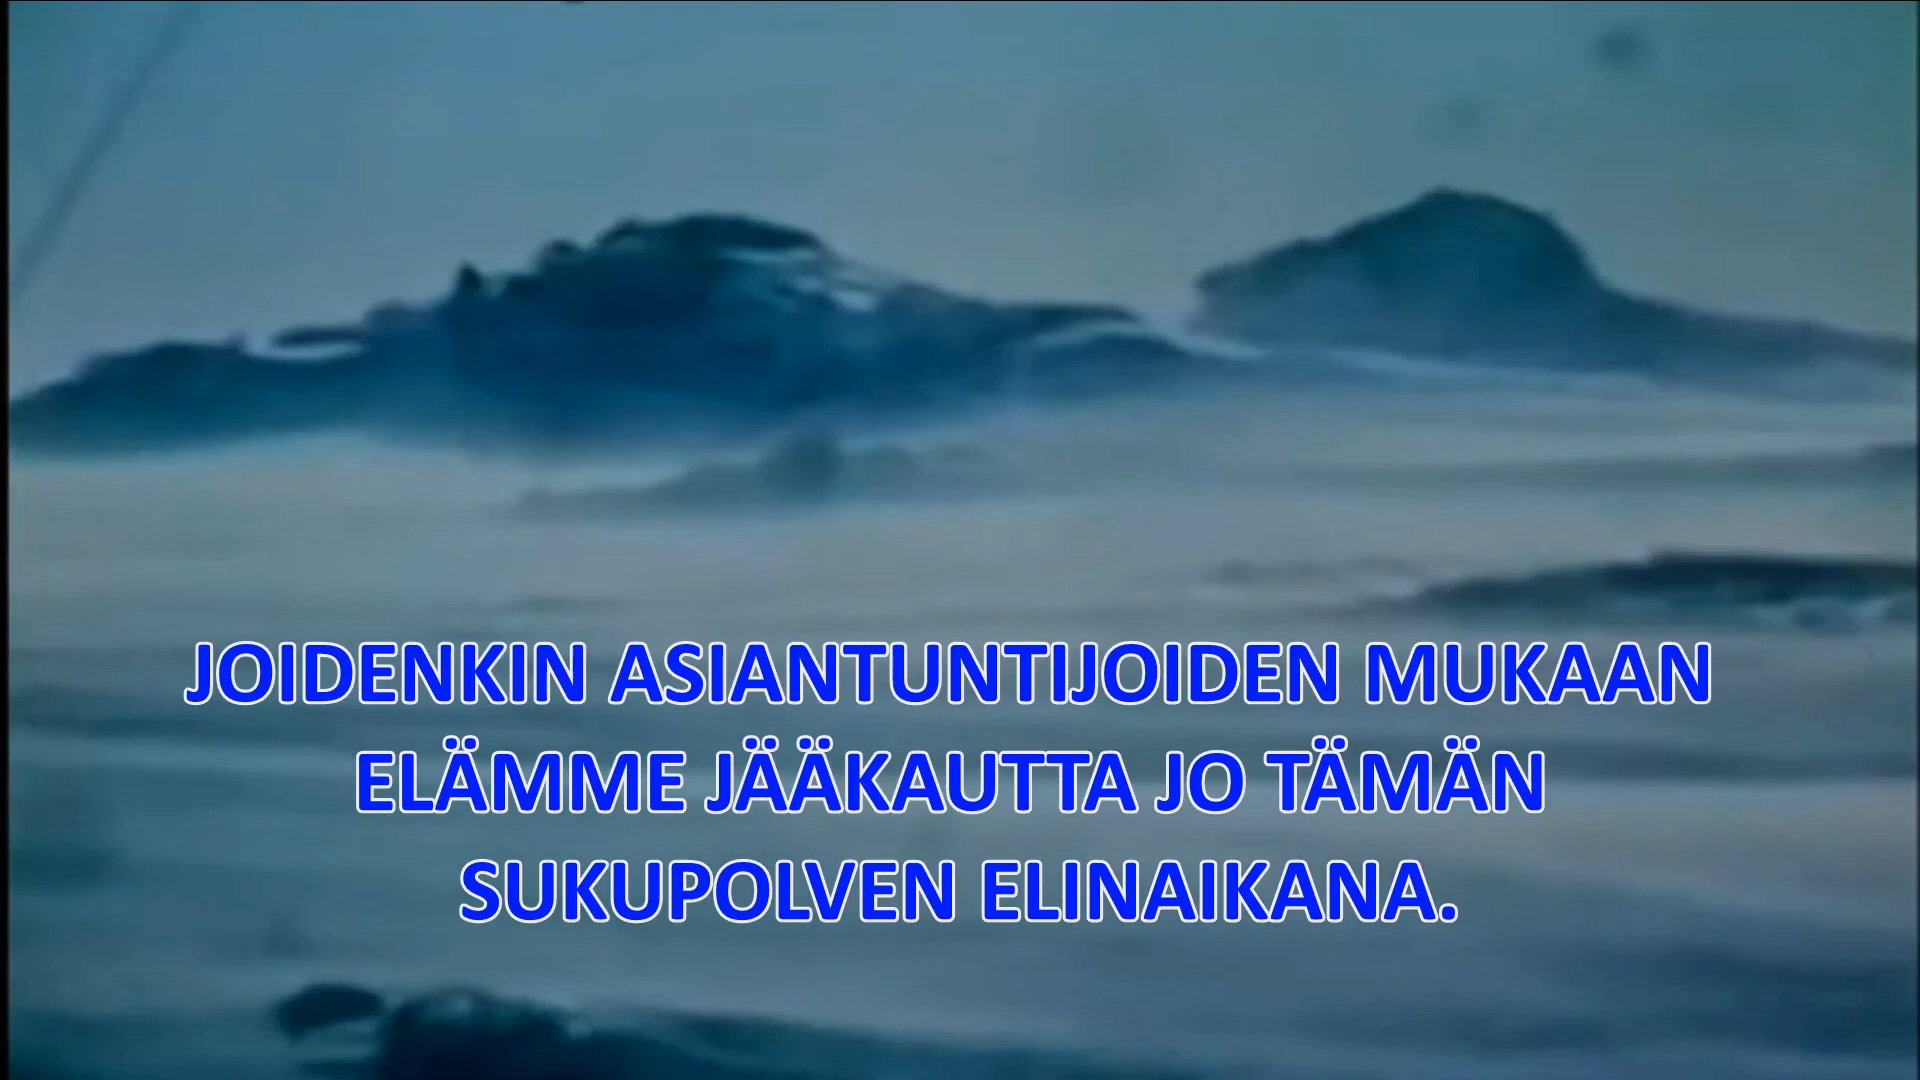 JOIDENKIN ASIANTUNTIJOIDEN MUKAAN
ELÄMME JÄÄKAUTTA JO TÄMÄN
SUKUPOLVEN ELINAIKANA.